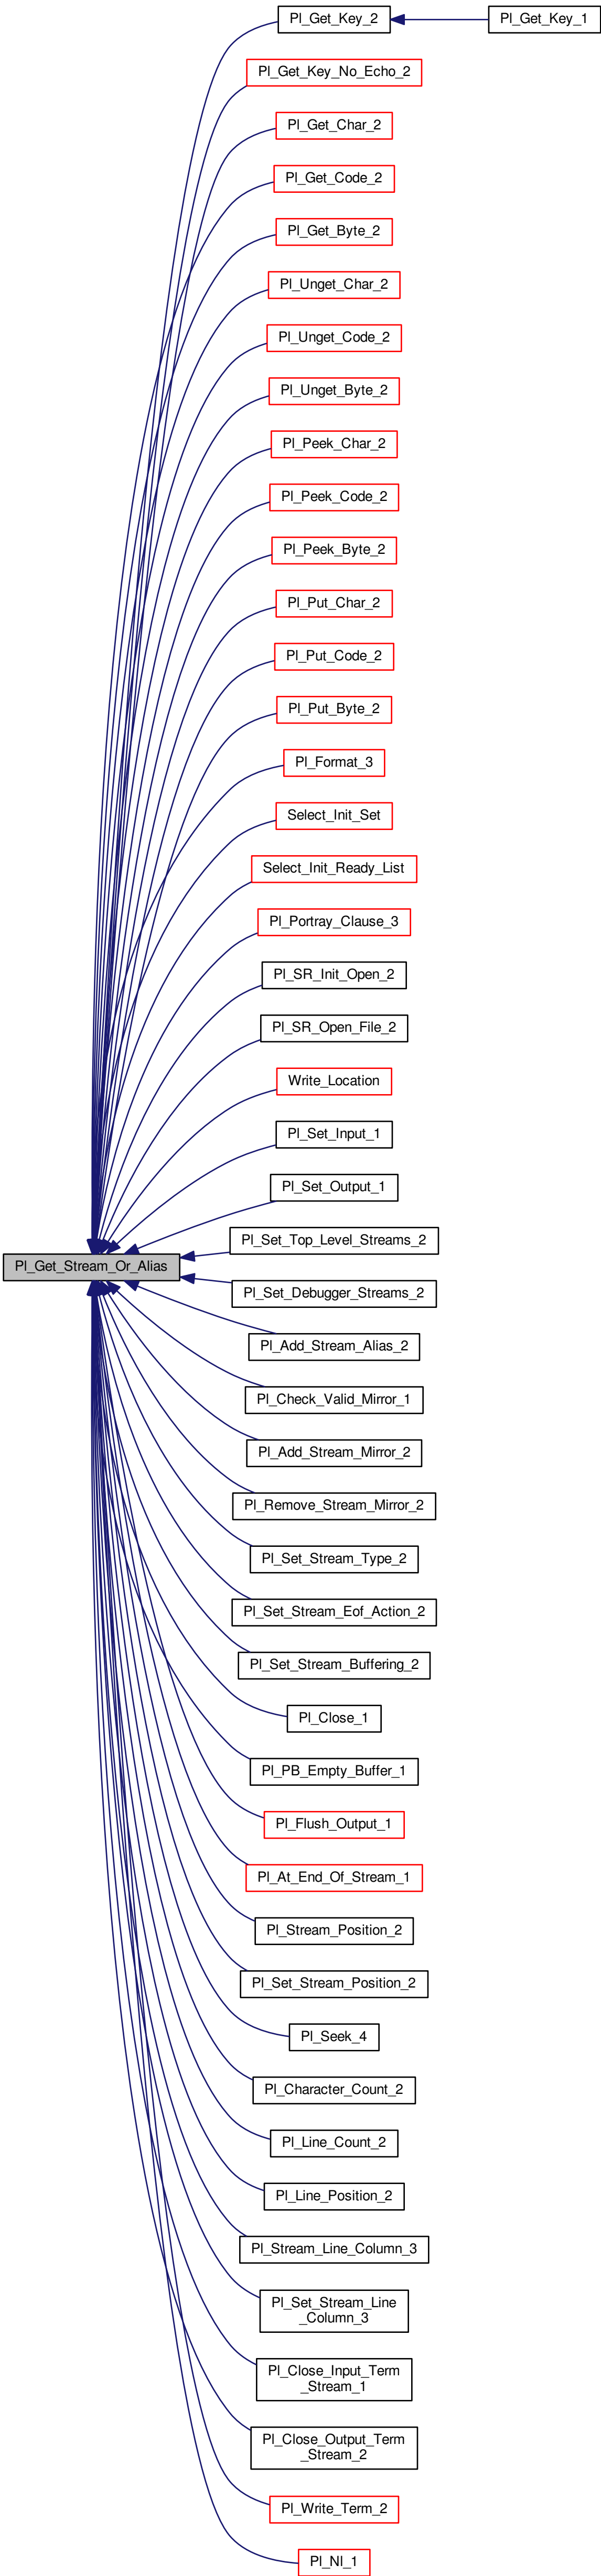 Pl_Get_Key_2
Pl_Get_Key_1
Pl_Get_Key_No_Echo_2
Pl_Get_Char_2
Pl_Get_Code_2
Pl_Get_Byte_2
Pl_Unget_Char_2
Pl_Unget_Code_2
Pl_Unget_Byte_2
Pl_Peek_Char_2
Pl_Peek_Code_2
Pl_Peek_Byte_2
Pl_Put_Char_2
Pl_Put_Code_2
Pl_Put_Byte_2
Pl_Format_3
Select_Init_Set
Select_Init_Ready_List
Pl_Portray_Clause_3
Pl_SR_Init_Open_2
Pl_SR_Open_File_2
Write_Location
Pl_Set_Input_1
Pl_Set_Output_1
Pl_Set_Top_Level_Streams_2
Pl_Get_Stream_Or_Alias
Pl_Set_Debugger_Streams_2
Pl_Add_Stream_Alias_2
Pl_Check_Valid_Mirror_1
Pl_Add_Stream_Mirror_2
Pl_Remove_Stream_Mirror_2
Pl_Set_Stream_Type_2
Pl_Set_Stream_Eof_Action_2
Pl_Set_Stream_Buffering_2
Pl_Close_1
Pl_PB_Empty_Buffer_1
Pl_Flush_Output_1
Pl_At_End_Of_Stream_1
Pl_Stream_Position_2
Pl_Set_Stream_Position_2
Pl_Seek_4
Pl_Character_Count_2
Pl_Line_Count_2
Pl_Line_Position_2
Pl_Stream_Line_Column_3
Pl_Set_Stream_Line
_Column_3
Pl_Close_Input_Term
_Stream_1
Pl_Close_Output_Term
_Stream_2
Pl_Write_Term_2
Pl_Nl_1